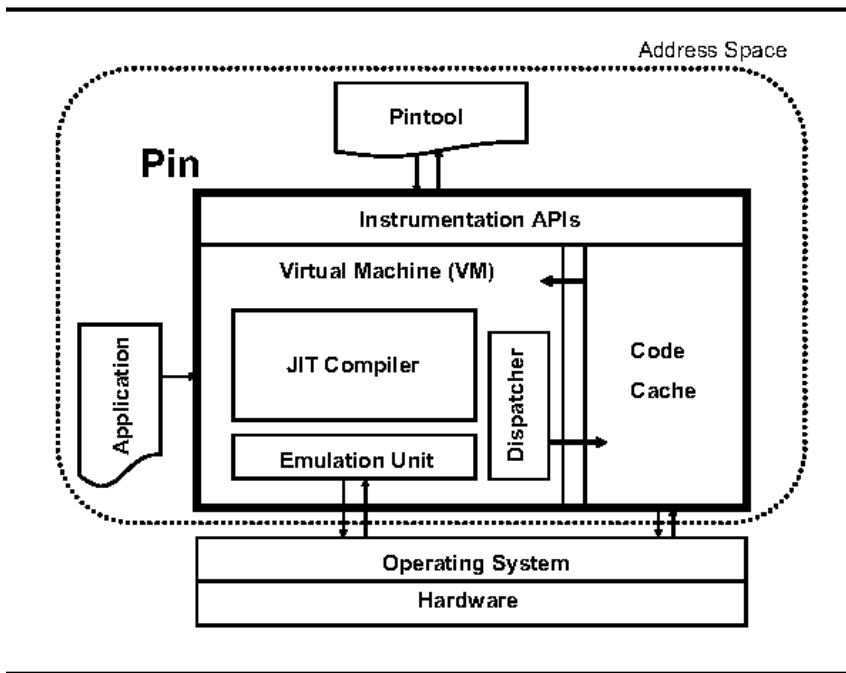 Address Space
Pintool
Pin
Instrumentation APIs
Virtual Machine (VM)
Application
JIT Compiler
Dispatcher
Code
Cache
Emulation Unit
Operating System
Hardware